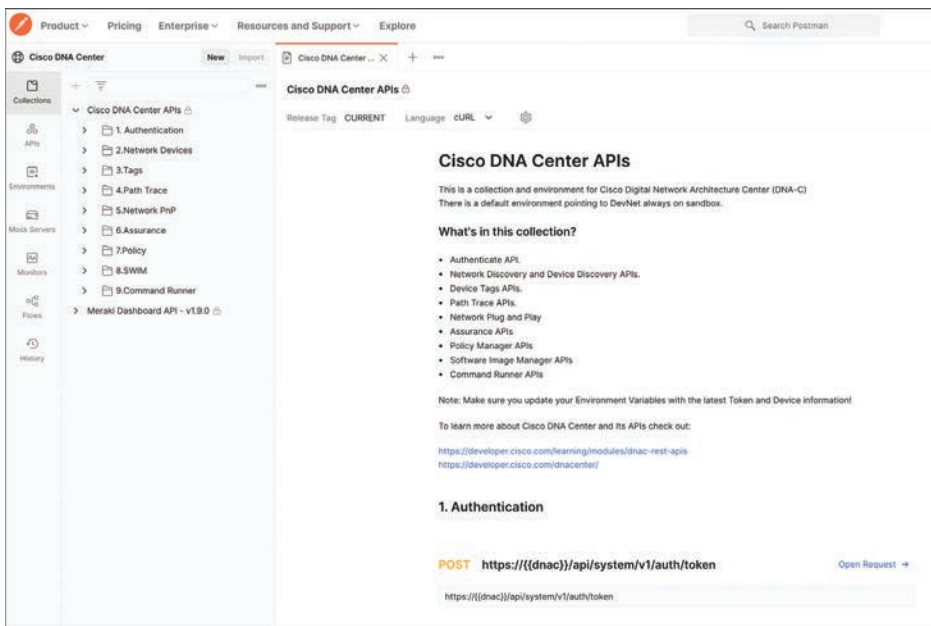 Product Pricing Enterprise Resources and Support Explore
Search Postman
Cisco DNA Center New Import
Cisco DNA Center ...
Collections
APIs
Environments
Mock Servers
Monitors
Flows
History
Cisco DNA Center APIs
1. Authentication
2.Network Devices
3.Tags
4.Path Trace
5.Network PnP
6.Assurance
7.Policy
8.SWIM
9.Command Runner
Meraki Dashboard API - v1.9.0
Cisco DNA Center APIs
Release Tag CURRENT Language cURL
Cisco DNA Center APIs
This is a collection and environment for Cisco Digital Network Architecture Center (DNA-C)
There is a default environment pointing to DevNet always on sandbox.
What's in this collection?
• Authenticate API.
• Network Discovery and Device Discovery APIs.
• Device Tags APIs.
• Path Trace APIs.
• Network Plug and Play
• Assurance APIs
• Policy Manager APIs
• Software Image Manager APIs
• Command Runner APIs
Note: Make sure you update your Environment Variables with the latest Token and Device information!
To learn more about Cisco DNA Center and its APIs check out:
https://developer.cisco.com/learning/modules/dnac-rest-apis
https://developer.cisco.com/dnacenter/
1. Authentication
POST https://{{dnac}}/api/system/v1/auth/token Open Request →
https://{{dnac}}/api/system/v1/auth/token